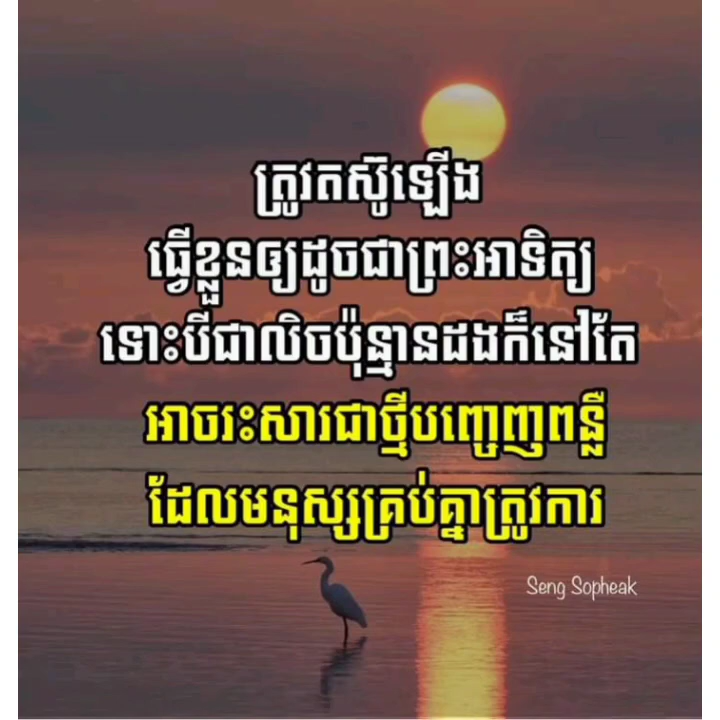 ត្រូវតស៊ូឡើង
ធ្វើខ្លួនឲ្យដូចជាព្រះអាទិត្យ
ទោះបីជាលិចប៉ុន្មានដងក៏នៅតែ
អាចរះសារជាថ្មីបញ្ចេញពន្លឺ
ដែលមនុស្សគ្រប់គ្នាត្រូវការ
Seng Sopheak